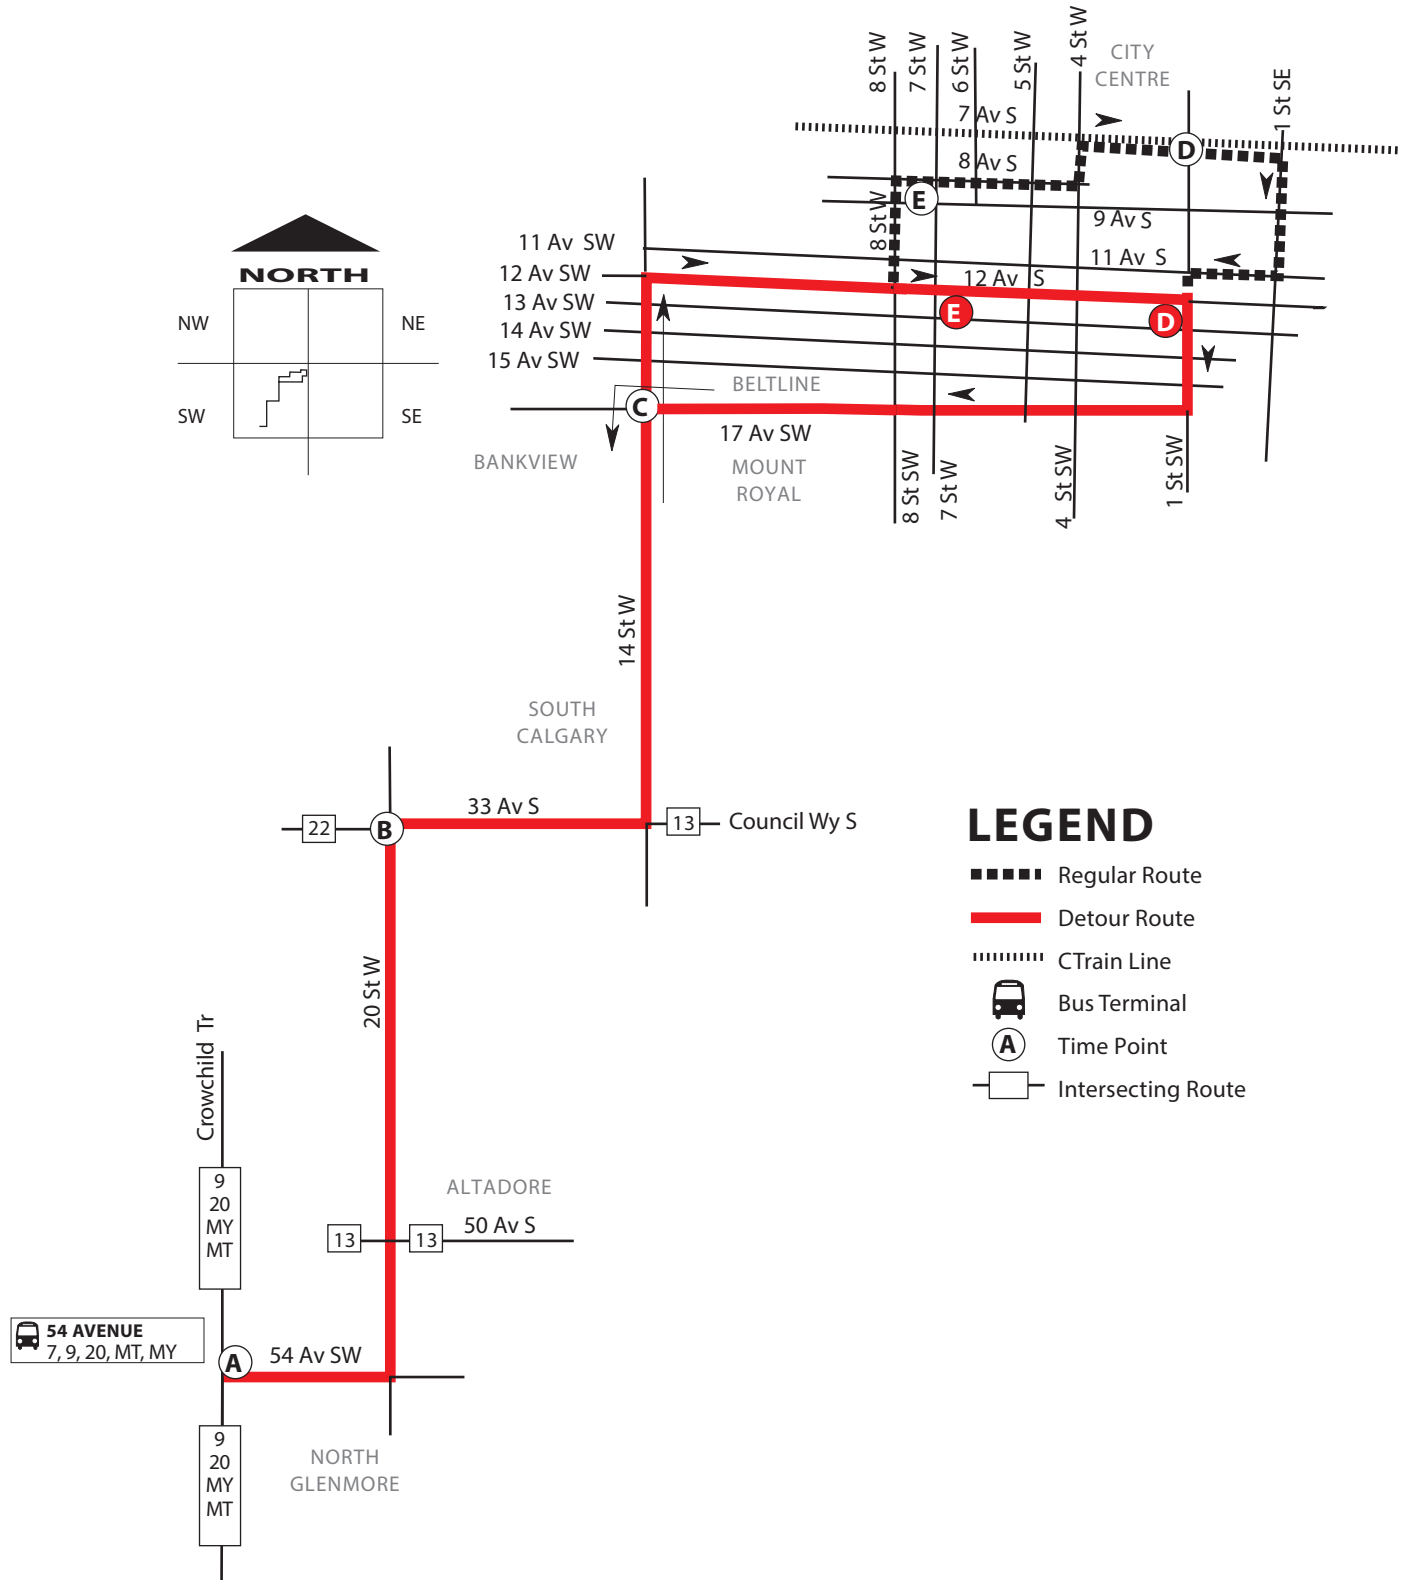 8 St W
7 St W
6 St W
5 St W
4 St W
CITY
CENTRE
1 St SE
7 Av S
D
8 Av S
E
8 St W
9 Av S
11 Av SW
11 Av S
12 Av SW
12 Av S
13 Av SW
E
D
14 Av SW
15 Av SW
NORTH
NW
NE
SW
SE
BELTLINE
C
17 Av SW
BANKVIEW
MOUNT
ROYAL
8 St SW
7 St W
4 St SW
1 St SW
14 St W
SOUTH
CALGARY
33 Av S
22
B
13
Council Wy S
LEGEND
Regular Route
Detour Route
CTrain Line
Bus Terminal
A
Time Point
Intersecting Route
20 St W
Crowchild Tr
9
20
MY
MT
ALTADORE
50 Av S
13
13
54 AVENUE
7, 9, 20, MT, MY
A
54 Av SW
9
20
MY
MT
NORTH
GLENMORE